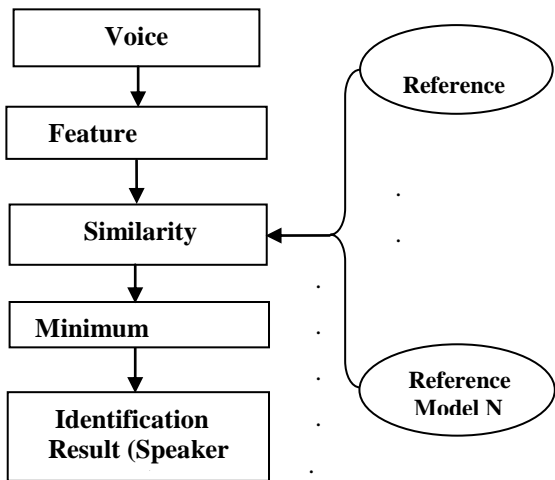 Voice
Reference
Feature
.
Similarity
.
.
Minimum
.
Reference
Model N
.
Identification
Result (Speaker
.
.